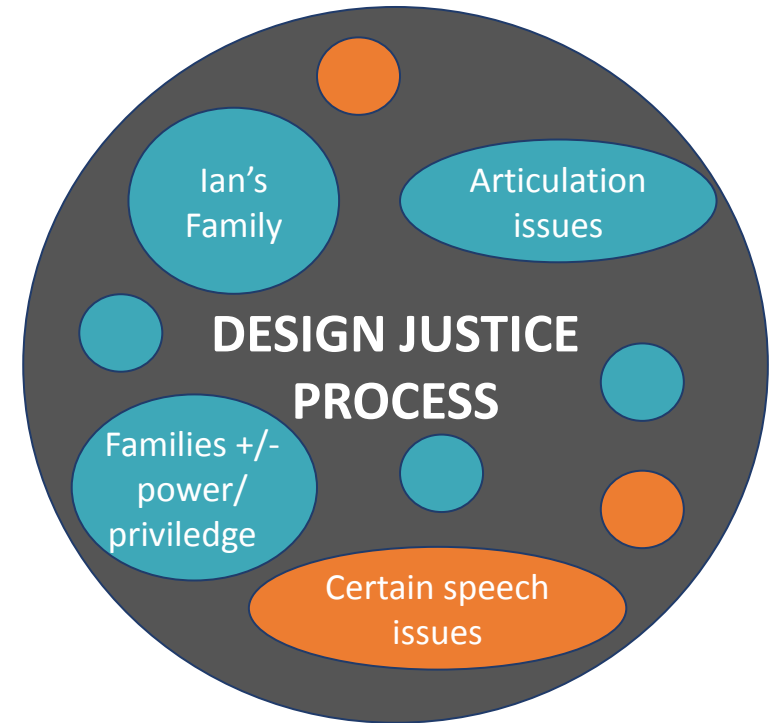 Ian's
Family
Articulation
issues
DESIGN JUSTICE
PROCESS
Families +/-
power/
priviledge
Certain speech
issues